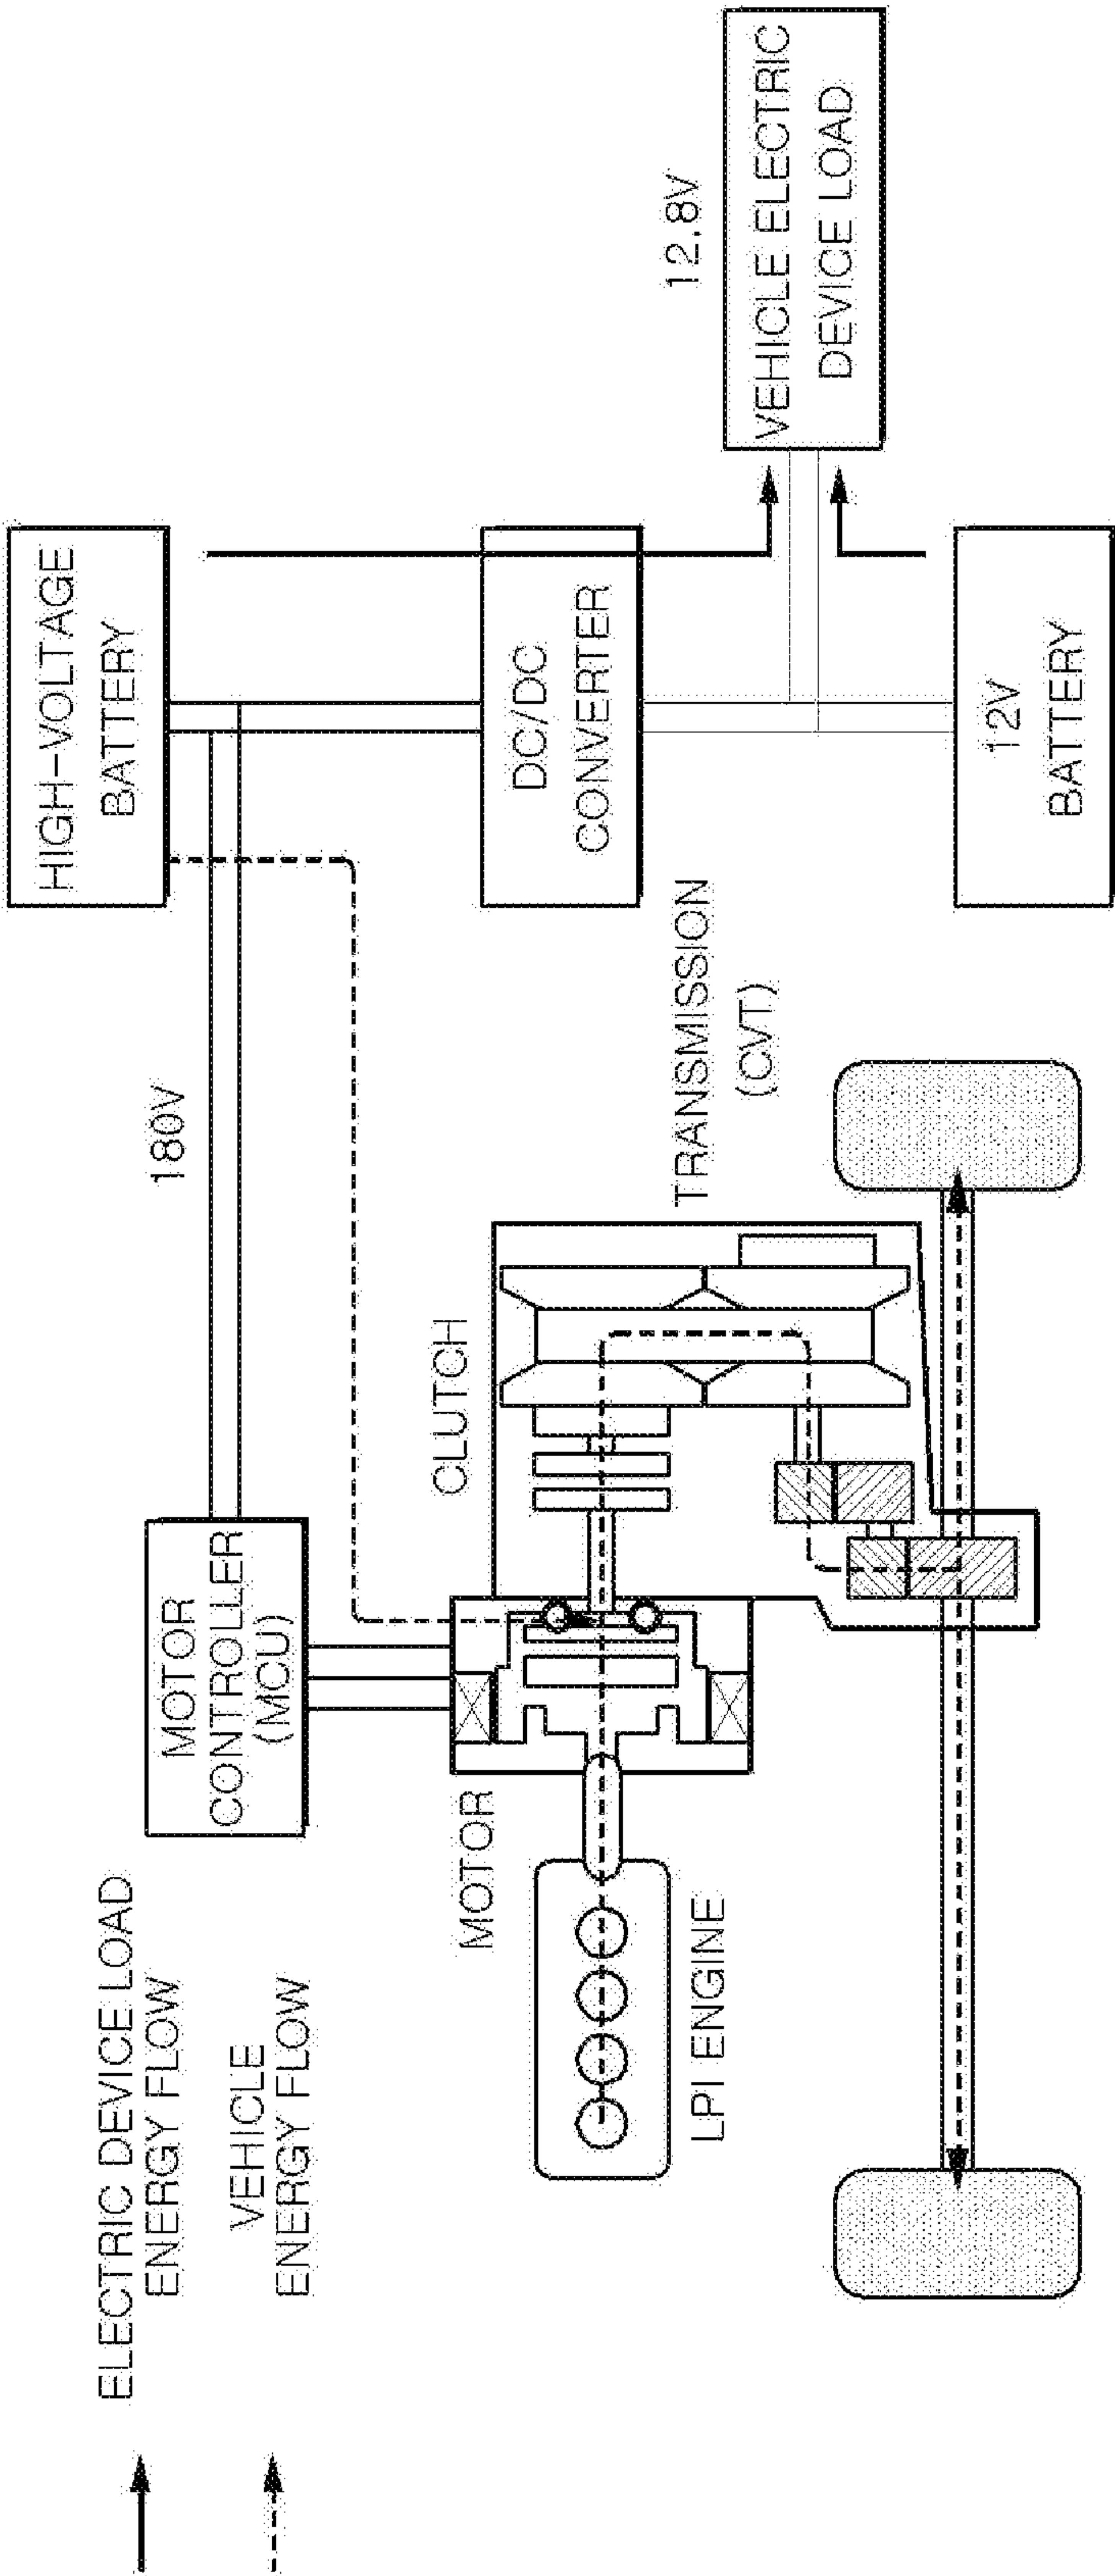 ELECTRIC DEVICE LOAD
ENERGY FLOW
VEHICLE
ENERGY FLOW
MOTOR
CONTROLLER
(MCU)
180V
HIGH-VOLTAGE
BATTERY
MOTOR
CLUTCH
LPI ENGINE
TRANSMISSION
(CVT)
DC/DC
CONVERTER
12.8V
VEHICLE ELECTRIC
DEVICE LOAD
12V
BATTERY